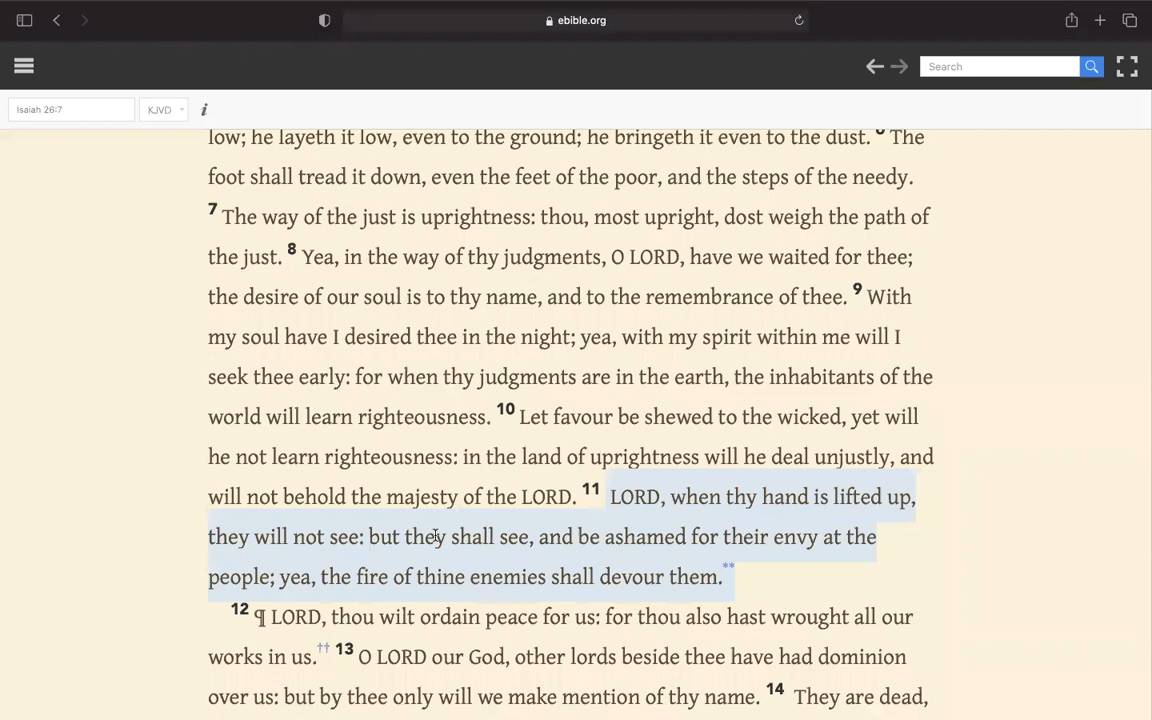 ebible.org
Search
Isaiah 26:7
KJVD
i
low; he layeth it low, even to the ground; he bringeth it even to the dust. 6 The
foot shall tread it down, even the feet of the poor, and the steps of the needy.
7 The way of the just is uprightness: thou, most upright, dost weigh the path of
the just. 8 Yea, in the way of thy judgments, O LORD, have we waited for thee;
the desire of our soul is to thy name, and to the remembrance of thee. 9 With
my soul have I desired thee in the night; yea, with my spirit within me will I
seek thee early: for when thy judgments are in the earth, the inhabitants of the
world will learn righteousness. 10 Let favour be shewed to the wicked, yet will
he not learn righteousness: in the land of uprightness will he deal unjustly, and
will not behold the majesty of the LORD. 11 LORD, when thy hand is lifted up,
they will not see: but they shall see, and be ashamed for their envy at the
people; yea, the fire of thine enemies shall devour them.**
12 ¶ LORD, thou wilt ordain peace for us: for thou also hast wrought all our
works in us.†† 13 O LORD our God, other lords beside thee have had dominion
over us: but by thee only will we make mention of thy name. 14 They are dead,